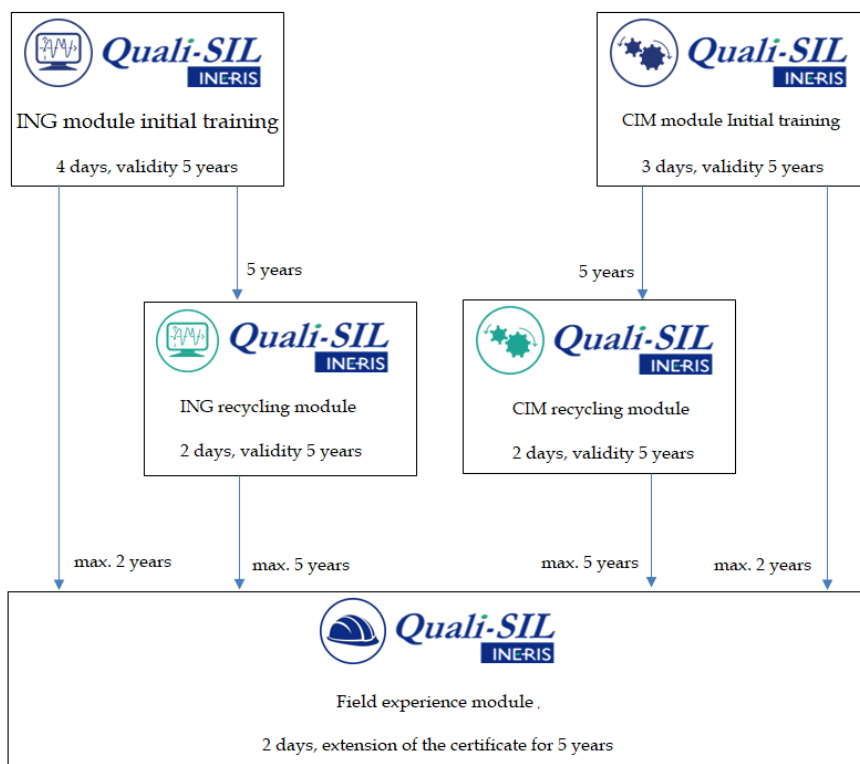 Quali-SIL
INERIS
ING module initial training
4 days, validity 5 years
Quali-SIL
INERIS
CIM module Initial training
3 days, validity 5 years
5 years
5 years
Quali-SIL
INERIS
ING recycling module
2 days, validity 5 years
Quali-SIL
INERIS
CIM recycling module
2 days, validity 5 years
max. 2 years
max. 5 years
max. 5 years
max. 2 years
Quali-SIL
INERIS
Field experience module ,
2 days, extension of the certificate for 5 years